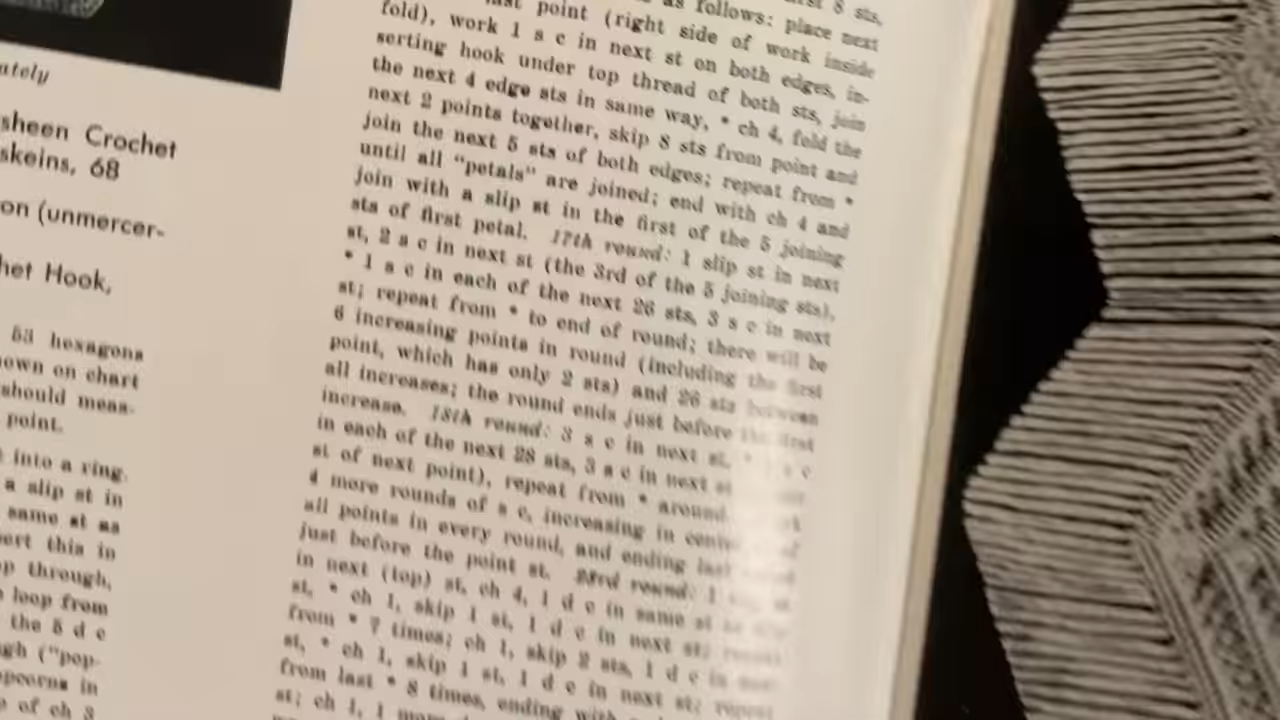 ately
sheen Crochet
skeins, 68
on (unmercer-
het Hook,
53 hexagons
own on chart
should meas-
point.
into a ring.
a slip st in
same st as
ert this in
p through,
loop from
the 5 d c
gh ("pop-
pcorns in
of ch 3
8 sts,
as follows: place next
last point (right side of work inside
fold), work 1 s c in next st on both edges, in-
serting hook under top thread of both sts, join
the next 4 edge sts in same way, * ch 4, fold the
next 2 points together, skip 8 sts from point and
join the next 5 sts of both edges; repeat from *
until all "petals" are joined; end with ch 4 and
join with a slip st in the first of the 5 joining
sts of first petal. 17th round: 1 slip st in next
st, 2 s c in next st (the 3rd of the 5 joining sts),
* 1 s c in each of the next 26 sts, 3 s c in next
st; repeat from * to end of round; there will be
6 increasing points in round (including the first
point, which has only 2 sts) and 26 sts between
all increases; the round ends just before the first
increase. 18th round: 3 s c in next st, * 1 s c
in each of the next 28 sts, 3 s c in next st
st of next point), repeat from * around.
4 more rounds of s c, increasing in
all points in every round, and ending
just before the point st. 23rd round: 1
in next (top) st, ch 4, 1 d c in same st
st, * ch 1, skip 1 st, 1 d c in next st;
from * 7 times; ch 1, skip 2 sts, 1 d c in
st, * ch 1, skip 1 st, 1 d c in next st; repeat
from last * 8 times, ending with
st; ch 1, 1 more